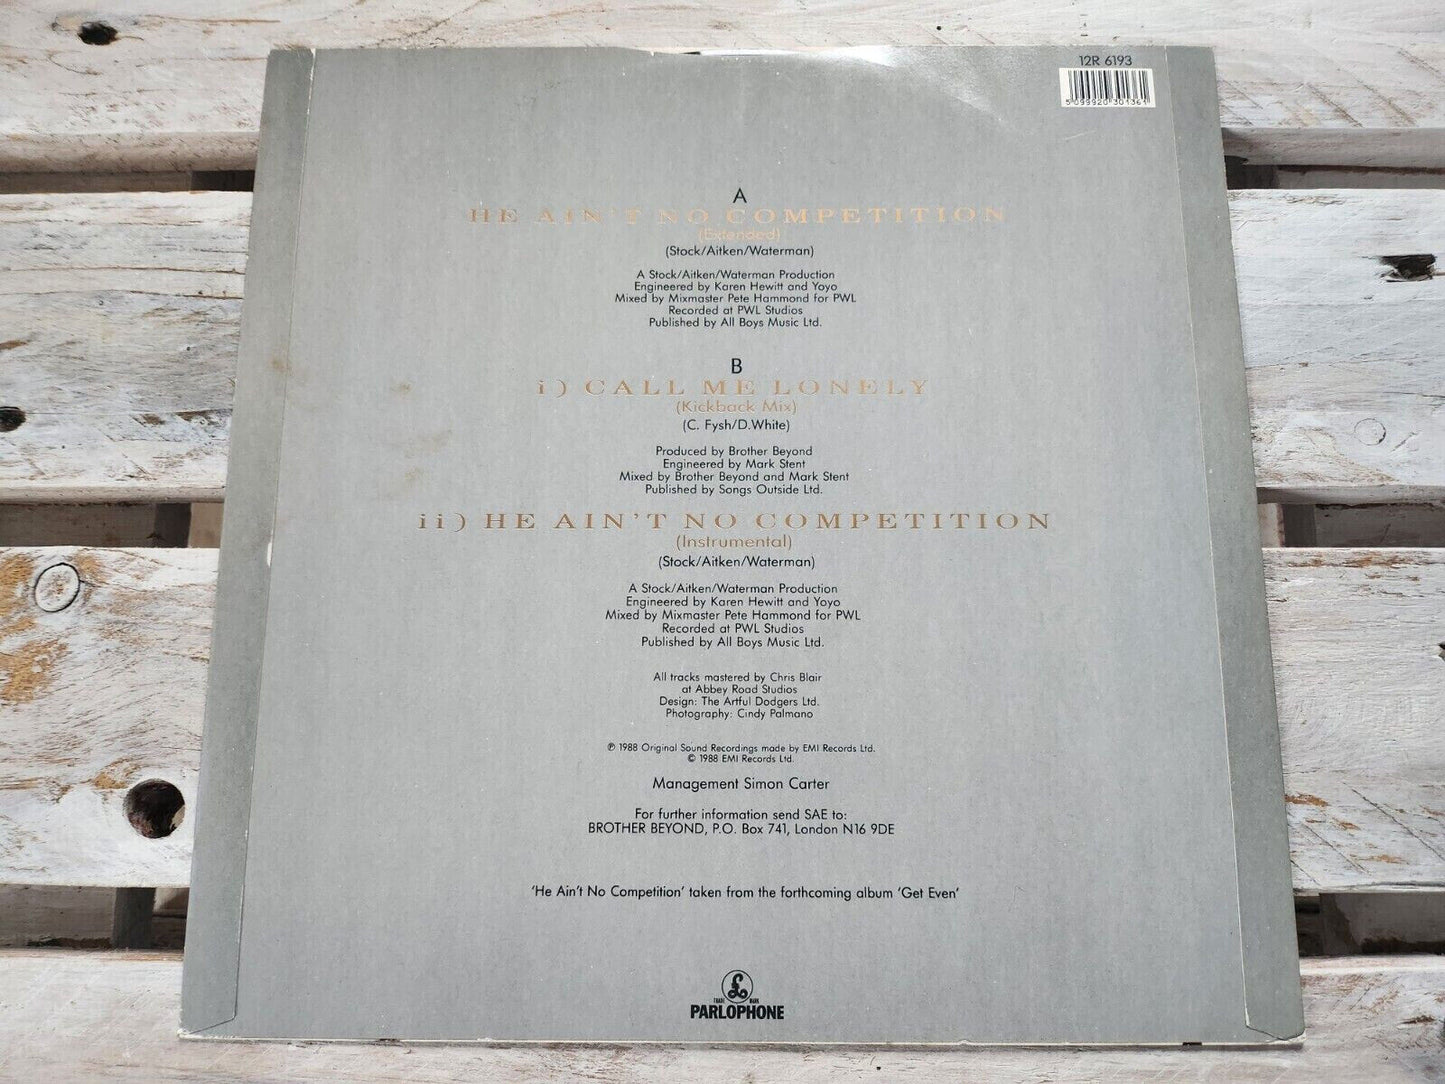 12R 6193
5 099920 301361
A
HE AIN'T NO COMPETITION
(Extended)
(Stock/Aitken/Waterman)
A Stock/Aitken/Waterman Production
Engineered by Karen Hewitt and Yoyo
Mixed by Mixmaster Pete Hammond for PWL
Recorded at PWL Studios
Published by All Boys Music Ltd.
B
i) CALL ME LONELY
(Kickback Mix)
(C. Fysh/D.White)
Produced by Brother Beyond
Engineered by Mark Stent
Mixed by Brother Beyond and Mark Stent
Published by Songs Outside Ltd.
ii) HE AIN'T NO COMPETITION
(Instrumental)
(Stock/Aitken/Waterman)
A Stock/Aitken/Waterman Production
Engineered by Karen Hewitt and Yoyo
Mixed by Mixmaster Pete Hammond for PWL
Recorded at PWL Studios
Published by All Boys Music Ltd.
All tracks mastered by Chris Blair
at Abbey Road Studios
Design: The Artful Dodgers Ltd.
Photography: Cindy Palmano
℗ 1988 Original Sound Recordings made by EMI Records Ltd.
© 1988 EMI Records Ltd.
Management Simon Carter
For further information send SAE to:
BROTHER BEYOND, P.O. Box 741, London N16 9DE
'He Ain't No Competition' taken from the forthcoming album 'Get Even'
TRADE MARK
PARLOPHONE